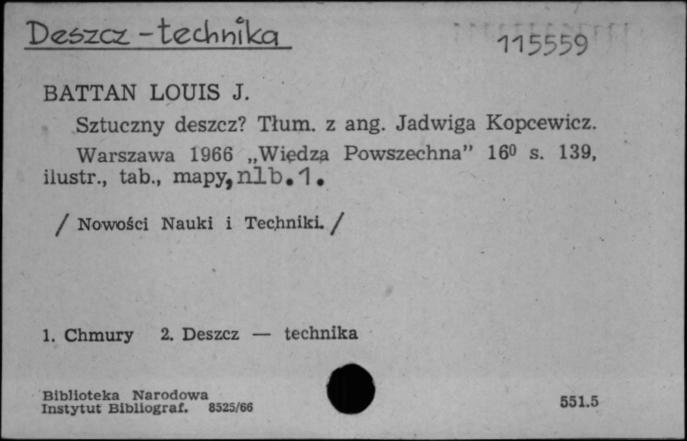 Deszcz - technika
115559
BATTAN LOUIS J.
Sztuczny deszcz? Tłum. z ang. Jadwiga Kopcewicz.
Warszawa 1966 „Wiedza Powszechna” 16⁰ s. 139,
ilustr., tab., mapy, nlb. 1.
/ Nowości Nauki i Techniki. /
1. Chmury 2. Deszcz — technika
Biblioteka Narodowa
Instytut Bibliograf. 8525/66
551.5